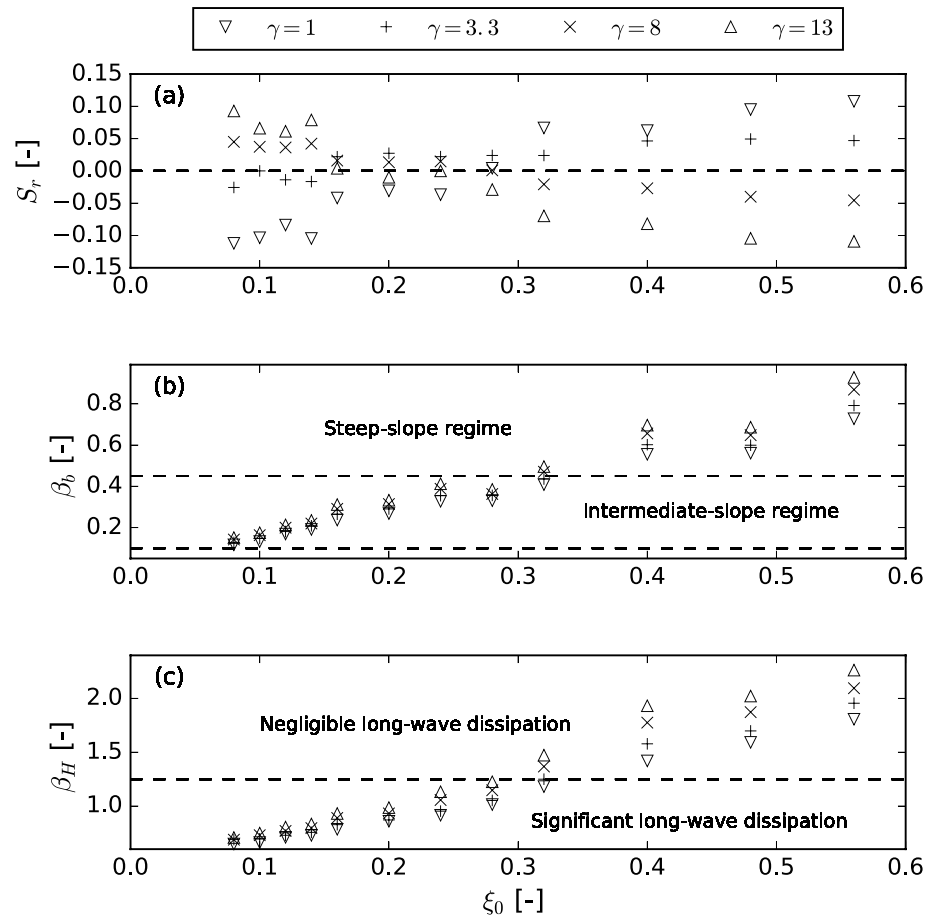 γ = 1 γ = 3.3 γ = 8 γ = 13
(a)
S_r [-]
0.15
0.10
0.05
0.00
−0.05
−0.10
−0.15
0.0 0.1 0.2 0.3 0.4 0.5 0.6
(b)
β_b [-]
0.8
0.6
0.4
0.2
Steep-slope regime
Intermediate-slope regime
0.0 0.1 0.2 0.3 0.4 0.5 0.6
(c)
β_H [-]
2.0
1.5
1.0
Negligible long-wave dissipation
Significant long-wave dissipation
0.0 0.1 0.2 0.3 0.4 0.5 0.6
ξ_0 [-]